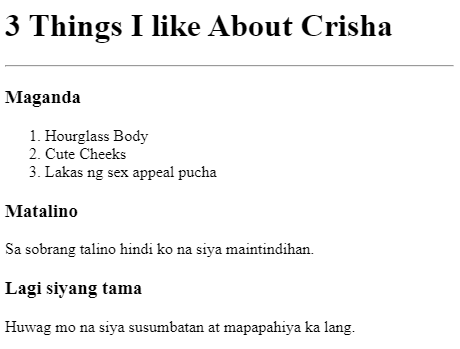 3 Things I like About Crisha
Maganda
1. Hourglass Body
2. Cute Cheeks
3. Lakas ng sex appeal pucha
Matalino
Sa sobrang talino hindi ko na siya maintindihan.
Lagi siyang tama
Huwag mo na siya susumbatan at mapapahiya ka lang.